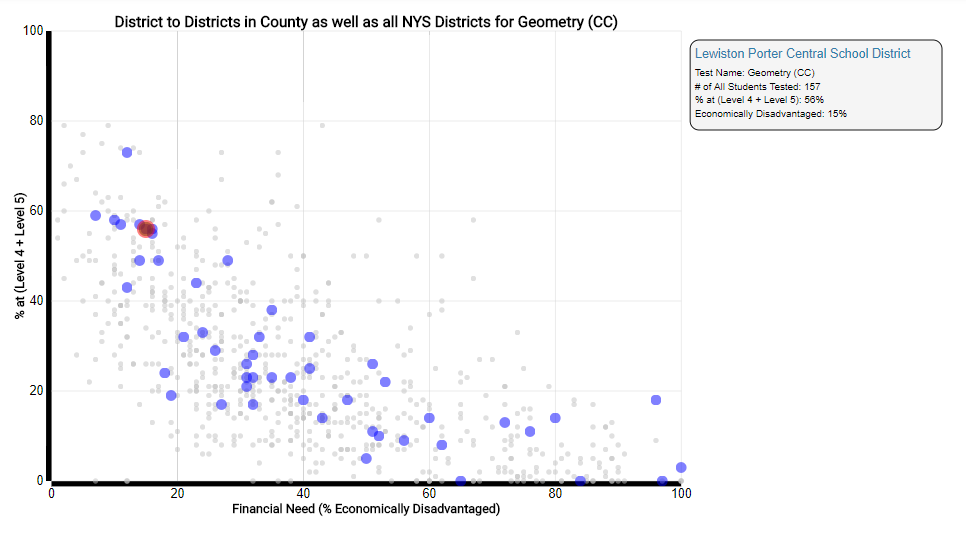 District to Districts in County as well as all NYS Districts for Geometry (CC)
100
80
60
40
20
0
% at (Level 4 + Level 5)
0 20 40 60 80 100
Financial Need (% Economically Disadvantaged)
Lewiston Porter Central School District
Test Name: Geometry (CC)
# of All Students Tested: 157
% at (Level 4 + Level 5): 56%
Economically Disadvantaged: 15%